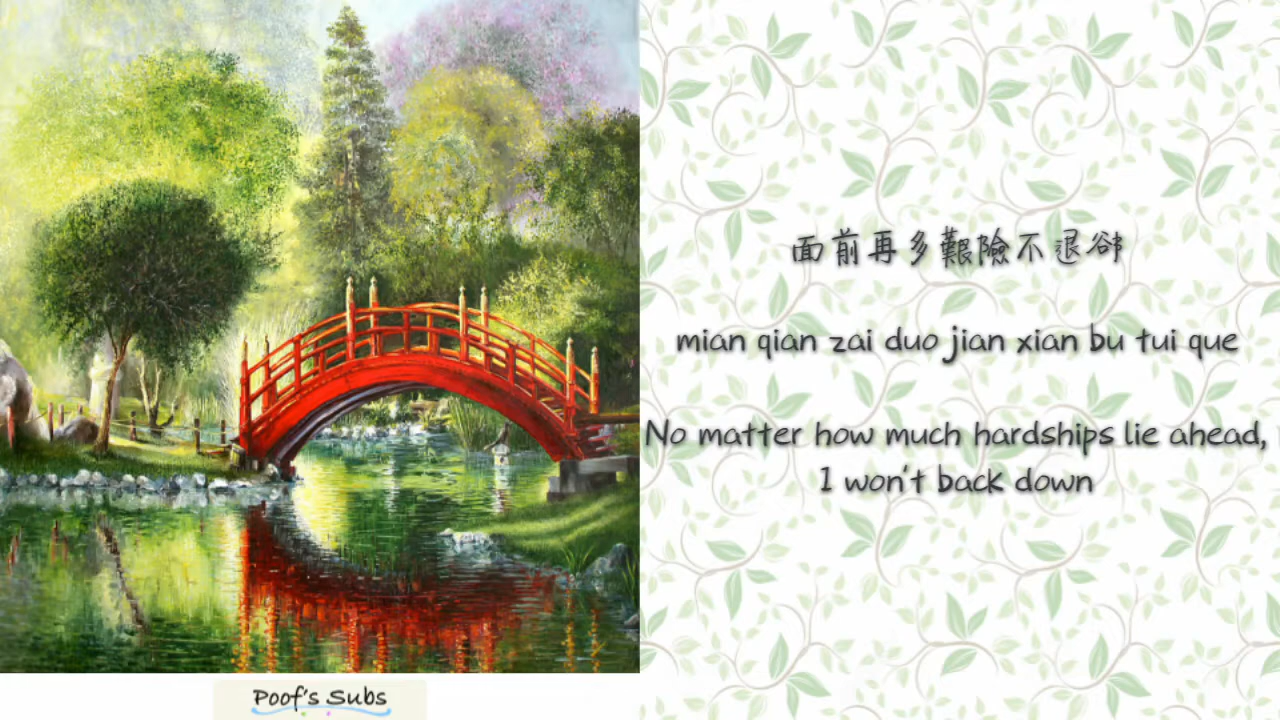 面前再多艱險不退卻
mian qian zai duo jian xian bu tui que
No matter how much hardships lie ahead,
I won't back down
Poof's Subs